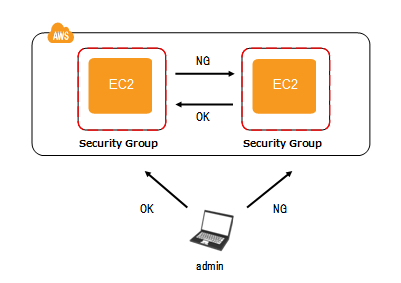 AWS
NG
EC2
EC2
OK
Security Group
Security Group
OK
NG
admin